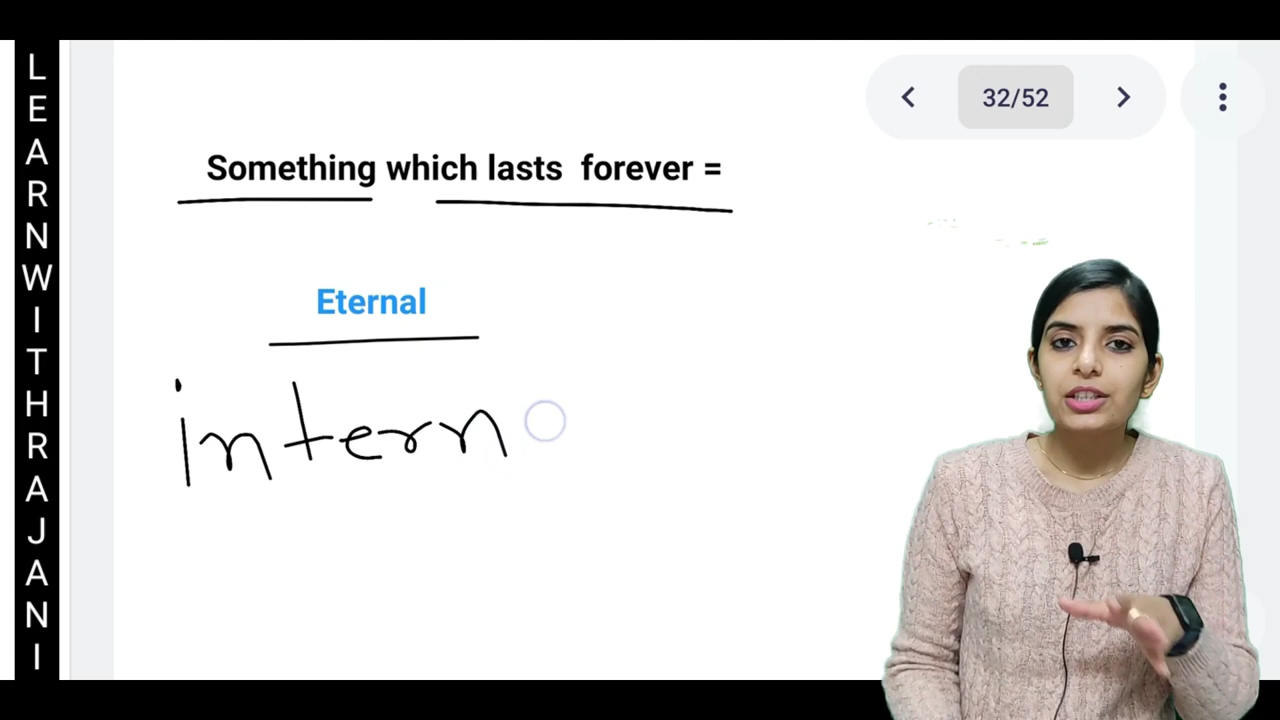 LEARNWITHRAJANI
32/52
Something which lasts forever =
Eternal
intern